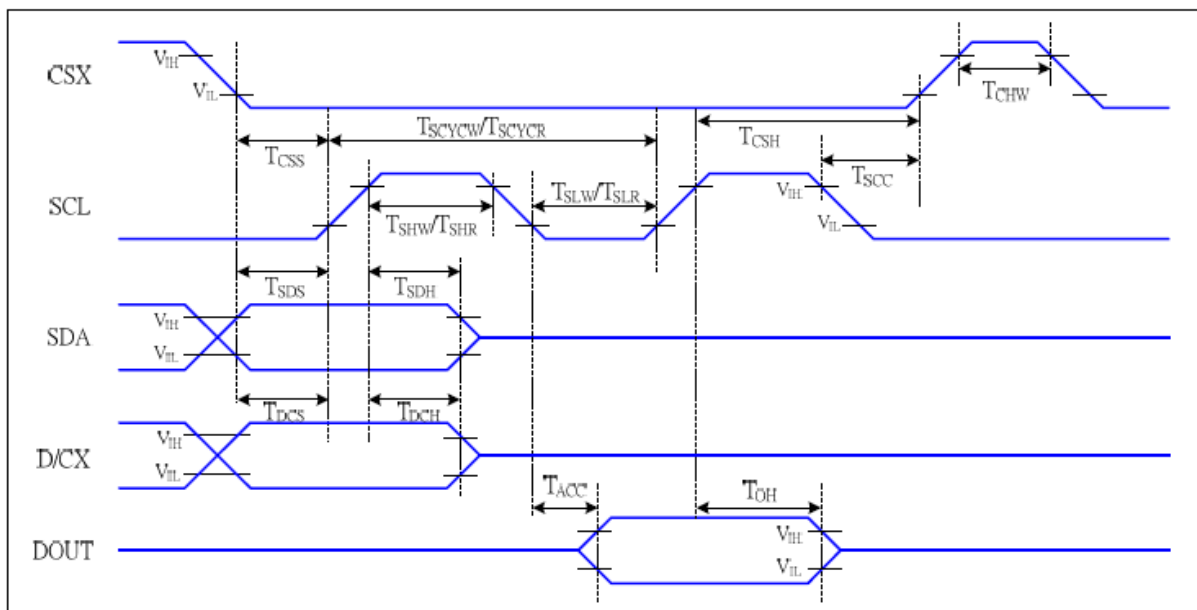 CSX
VIH
VIL
TCHW
TSCYCW/TSCYCR
TCSH
TCSS
TSCC
SCL
TSHW/TSHR
TSLW/TSLR
VIH
VIL
TSDS
TSDH
SDA
VIH
VIL
TDCS
TDCH
D/CX
VIH
VIL
TACC
TOH
DOUT
VIH
VIL